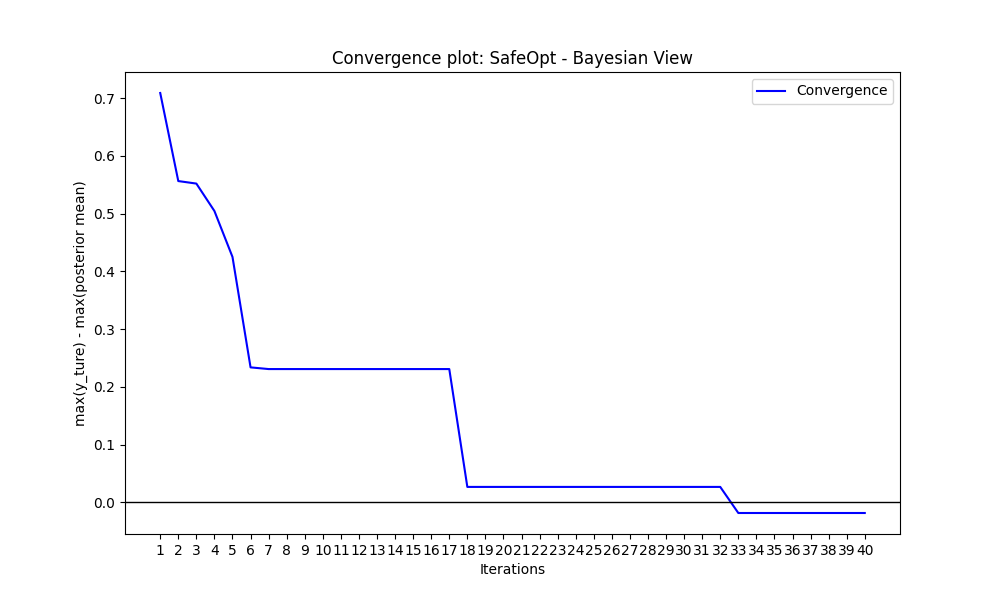 Convergence plot: SafeOpt - Bayesian View
Convergence
max(y_ture) - max(posterior mean)
0.7
0.6
0.5
0.4
0.3
0.2
0.1
0.0
1 2 3 4 5 6 7 8 9 10 11 12 13 14 15 16 17 18 19 20 21 22 23 24 25 26 27 28 29 30 31 32 33 34 35 36 37 38 39 40
Iterations